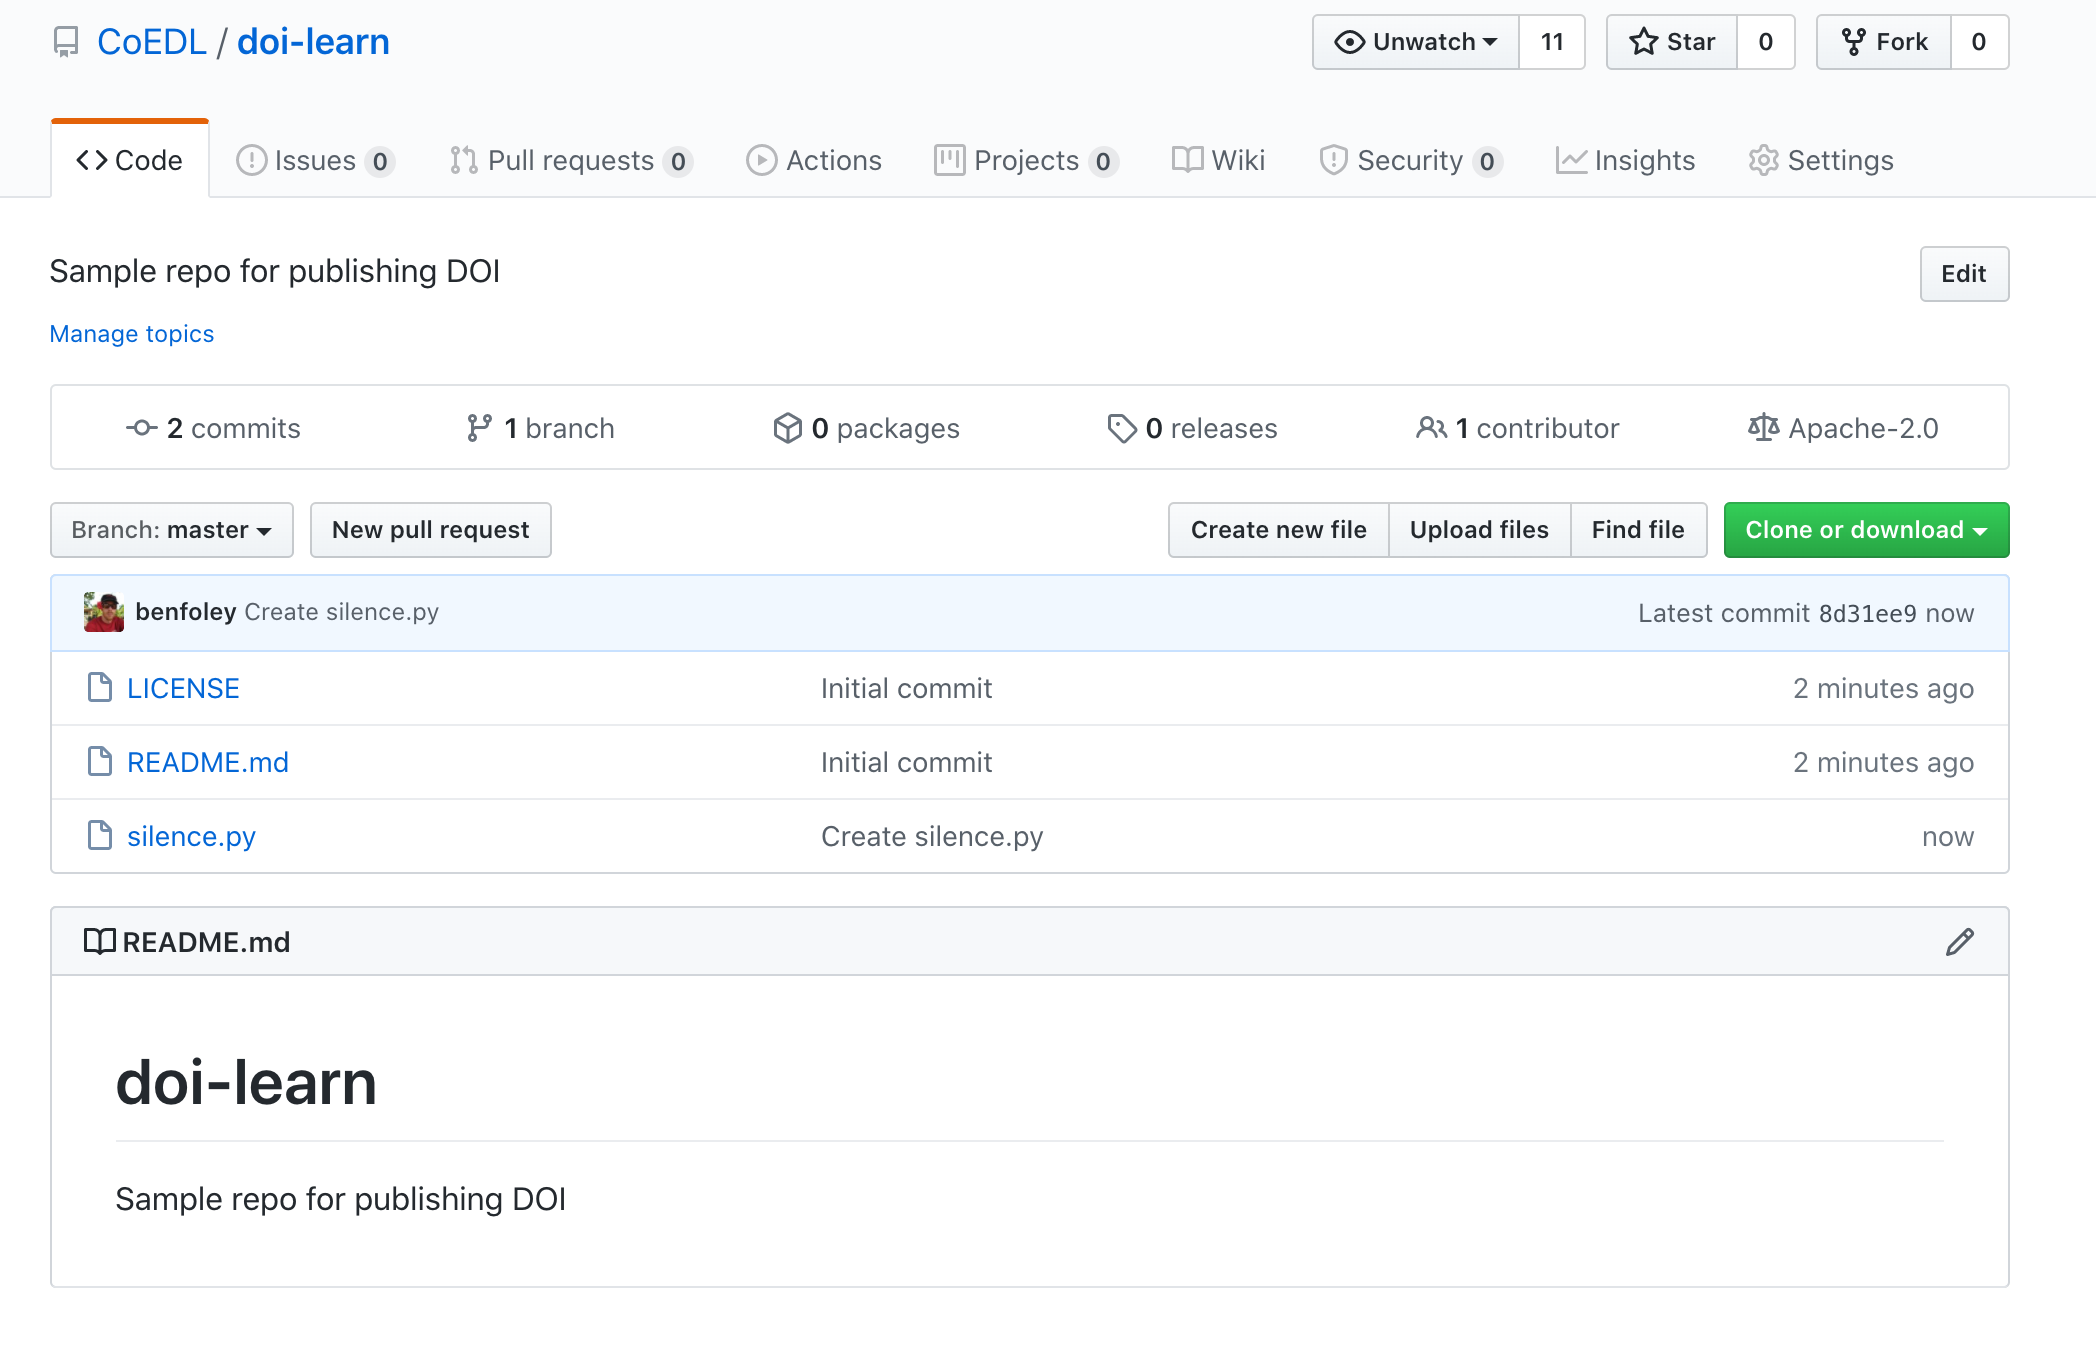 CoEDL / doi-learn
Unwatch 11 Star 0 Fork 0
Code Issues 0 Pull requests 0 Actions Projects 0 Wiki Security 0 Insights Settings
Sample repo for publishing DOI
Edit
Manage topics
2 commits 1 branch 0 packages 0 releases 1 contributor Apache-2.0
Branch: master New pull request Create new file Upload files Find file Clone or download
benfoley Create silence.py Latest commit 8d31ee9 now
LICENSE Initial commit 2 minutes ago
README.md Initial commit 2 minutes ago
silence.py Create silence.py now
README.md
doi-learn
Sample repo for publishing DOI